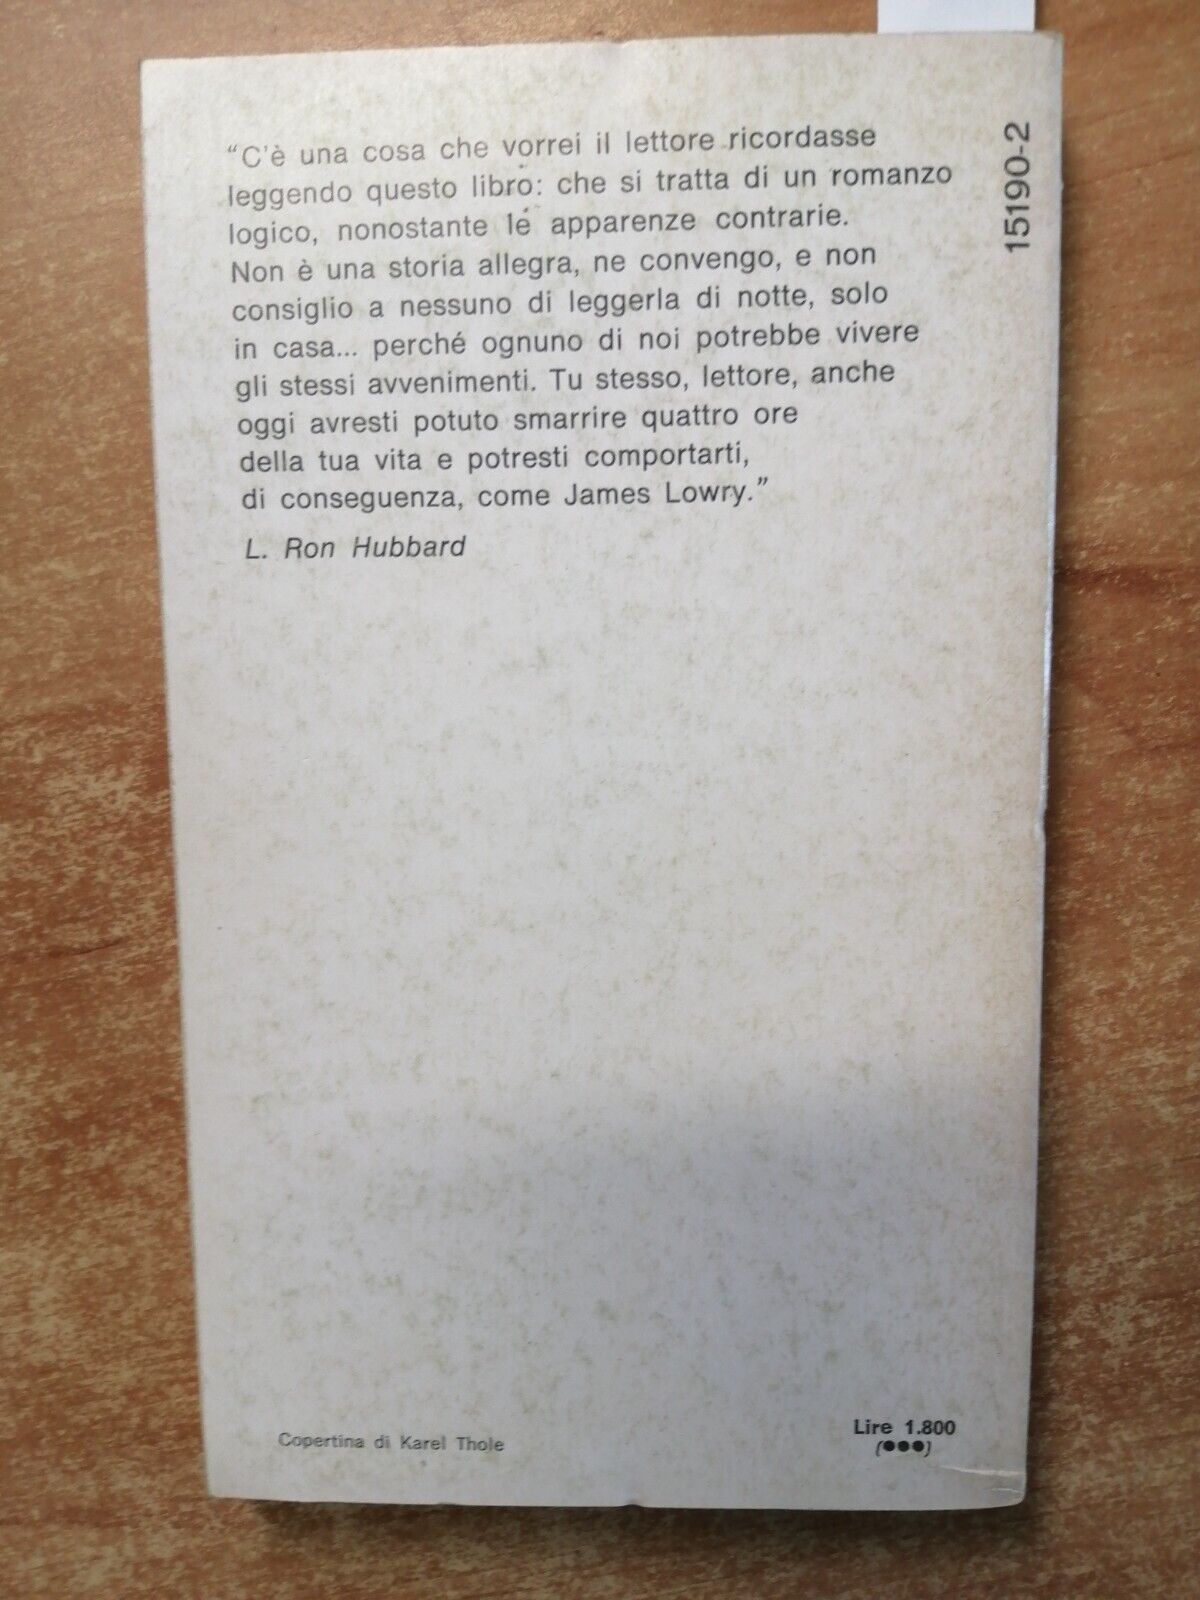 "C'è una cosa che vorrei il lettore ricordasse
leggendo questo libro: che si tratta di un romanzo
logico, nonostante le apparenze contrarie.
Non è una storia allegra, ne convengo, e non
consiglio a nessuno di leggerla di notte, solo
in casa... perché ognuno di noi potrebbe vivere
gli stessi avvenimenti. Tu stesso, lettore, anche
oggi avresti potuto smarrire quattro ore
della tua vita e potresti comportarti,
di conseguenza, come James Lowry."
L. Ron Hubbard
15190-2
Copertina di Karel Thole
Lire 1.800
(●●●)